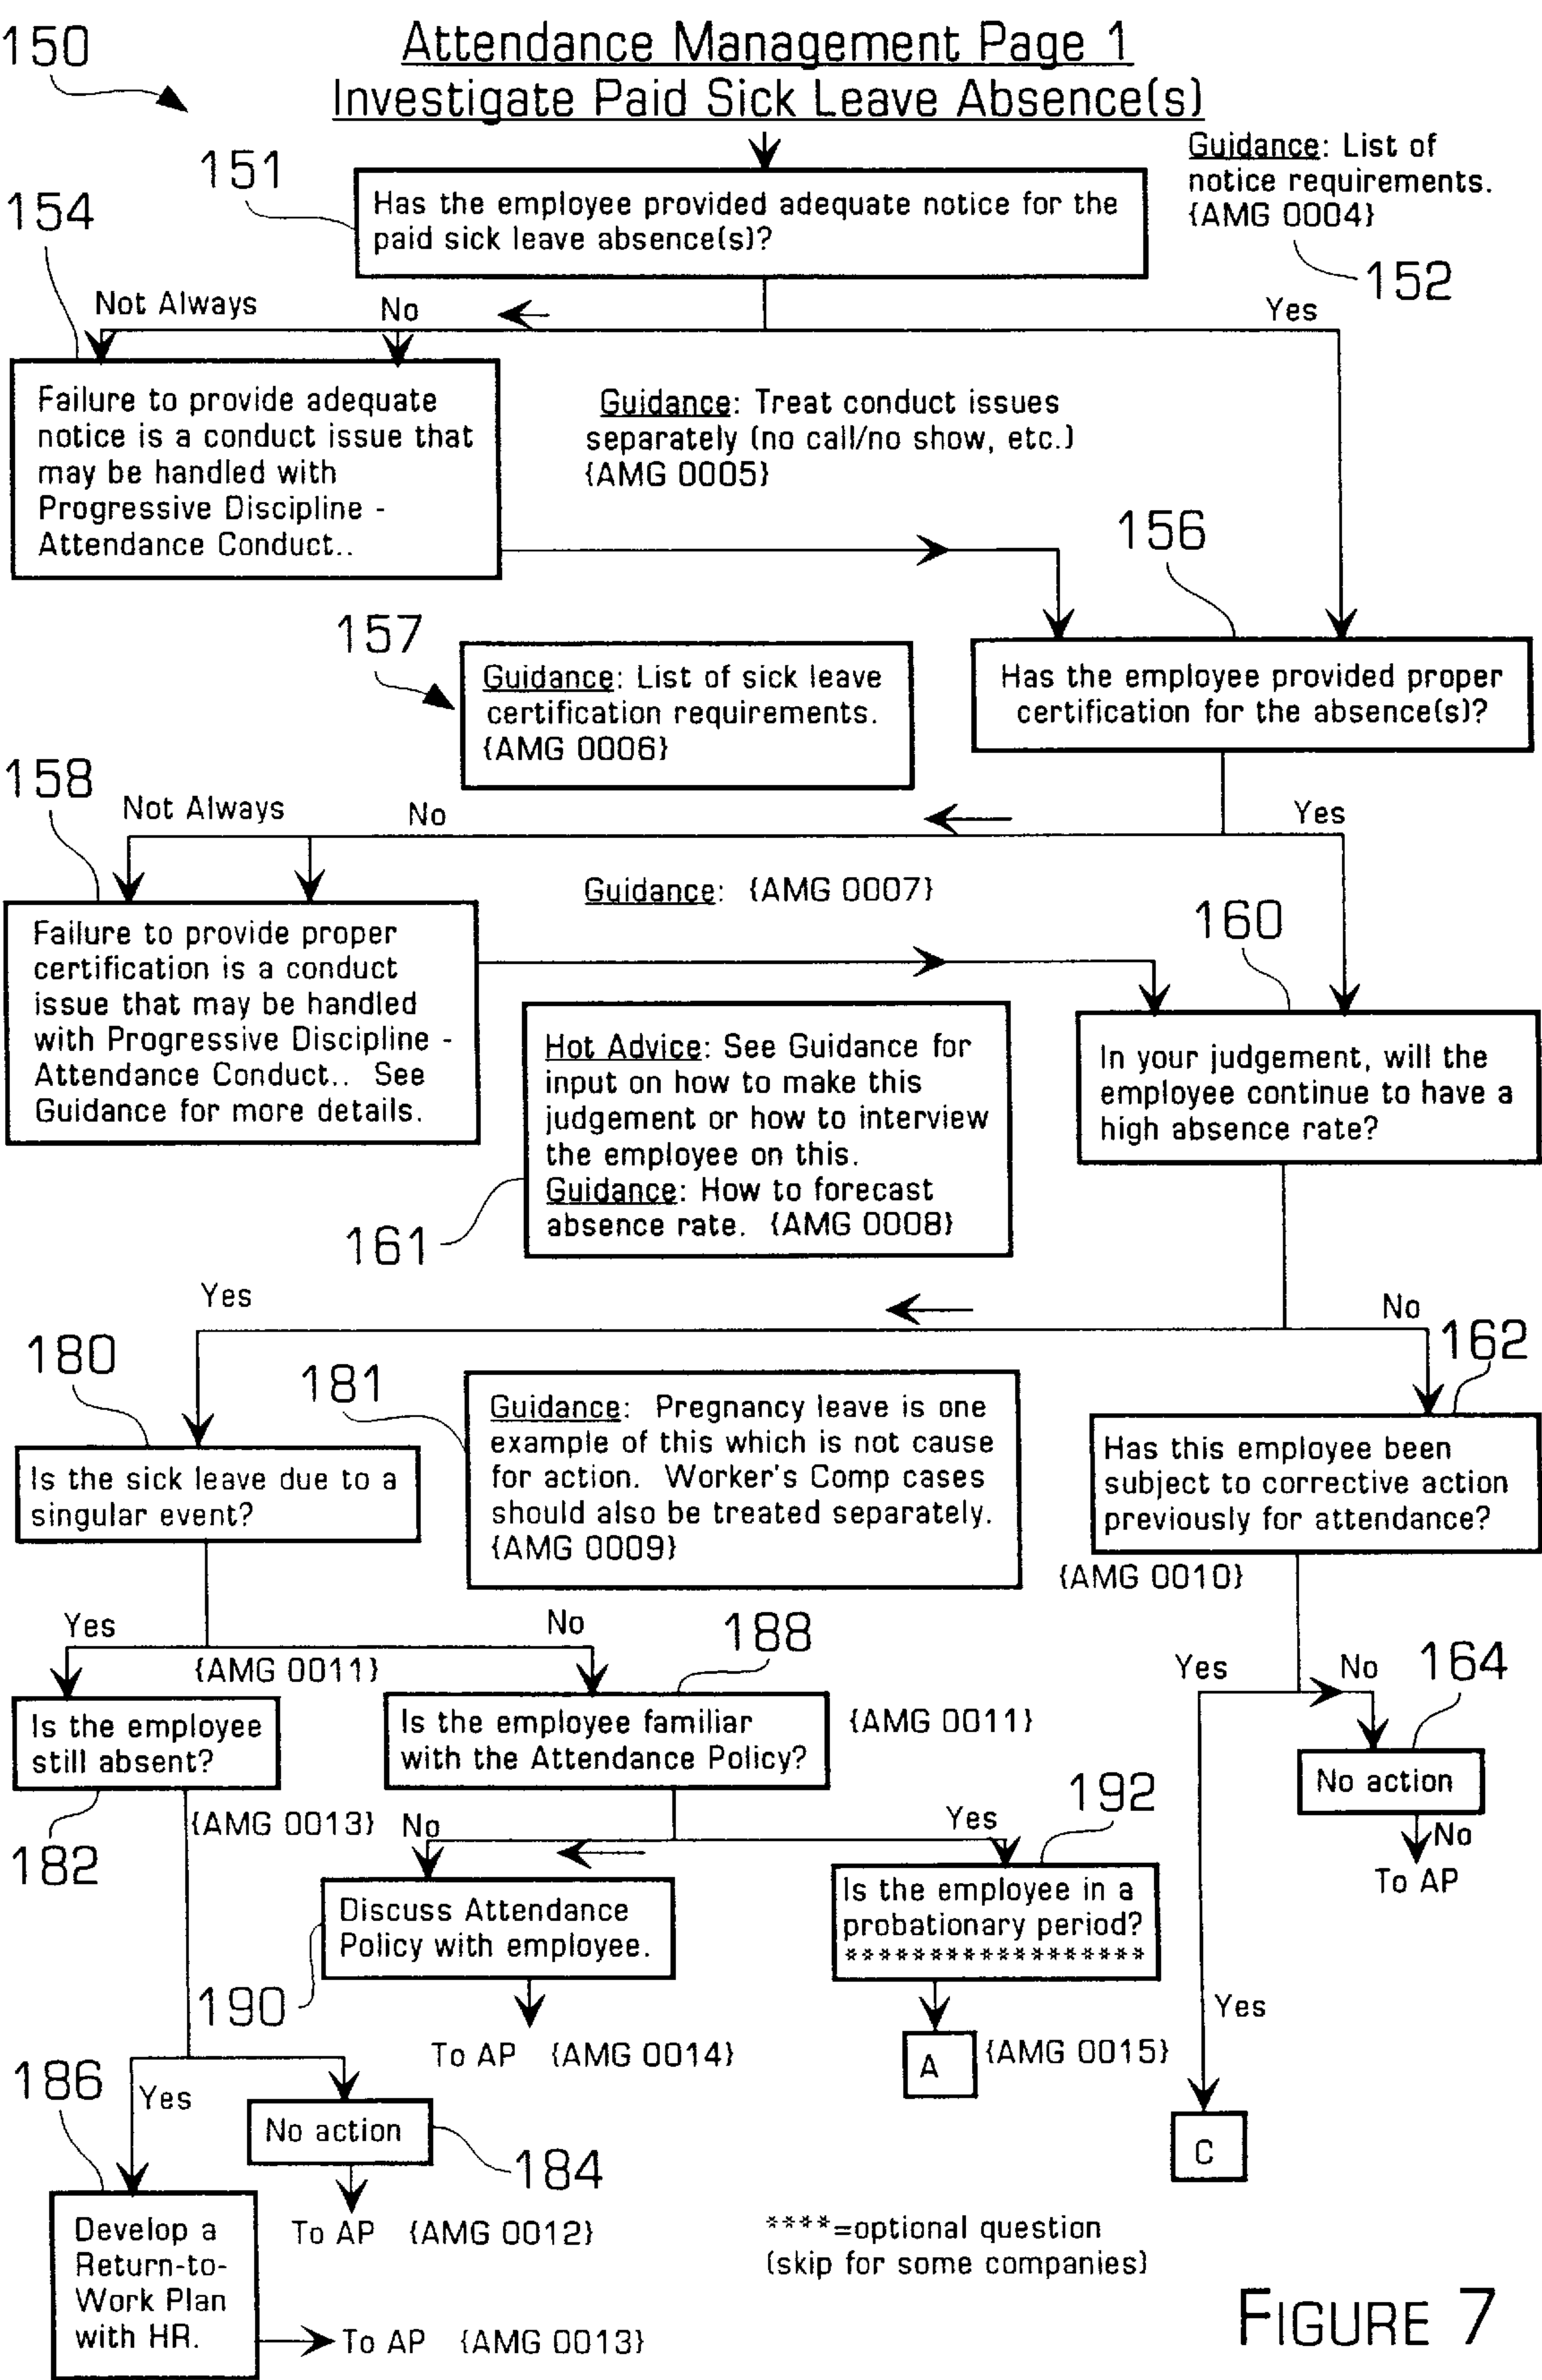 150
Attendance Management Page 1
Investigate Paid Sick Leave Absence(s)
151
Guidance: List of
notice requirements.
{AMG 0004}
152
154
Has the employee provided adequate notice for the
paid sick leave absence(s)?
Not Always
No
Yes
Failure to provide adequate
notice is a conduct issue that
may be handled with
Progressive Discipline -
Attendance Conduct..
Guidance: Treat conduct issues
separately (no call/no show, etc.)
{AMG 0005}
156
157
Guidance: List of sick leave
certification requirements.
{AMG 0006}
Has the employee provided proper
certification for the absence(s)?
158
Not Always
No
Yes
Guidance: {AMG 0007}
Failure to provide proper
certification is a conduct
issue that may be handled
with Progressive Discipline -
Attendance Conduct.. See
Guidance for more details.
160
Hot Advice: See Guidance for
input on how to make this
judgement or how to interview
the employee on this.
Guidance: How to forecast
absence rate. {AMG 0008}
161
In your judgement, will the
employee continue to have a
high absence rate?
Yes
No
180
181
162
Is the sick leave due to a
singular event?
Guidance: Pregnancy leave is one
example of this which is not cause
for action. Worker's Comp cases
should also be treated separately.
{AMG 0009}
Has this employee been
subject to corrective action
previously for attendance?
{AMG 0010}
Yes
No
188
{AMG 0011}
Yes
No
164
Is the employee
still absent?
182
Is the employee familiar
with the Attendance Policy?
{AMG 0011}
No action
No
To AP
{AMG 0013}
No
Yes
192
Discuss Attendance
Policy with employee.
190
To AP {AMG 0014}
Is the employee in a
probationary period?
*******************
A
{AMG 0015}
Yes
C
186
Yes
No action
184
To AP {AMG 0012}
Develop a
Return-to-
Work Plan
with HR.
To AP {AMG 0013}
****=optional question
(skip for some companies)
FIGURE 7